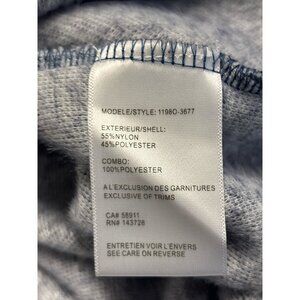 MODELE/STYLE: 1198O-3677
EXTERIEUR/SHELL:
55%NYLON
45%POLYESTER
COMBO:
100%POLYESTER
A L'EXCLUSION DES GARNITURES
EXCLUSIVE OF TRIMS
CA# 58911
RN# 143726
ENTRETIEN VOIR L'ENVERS
SEE CARE ON REVERSE